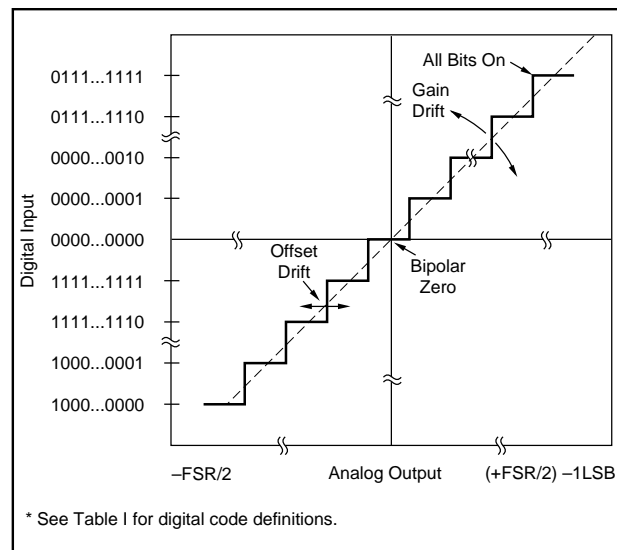 All Bits On
0111...1111
Gain
Drift
0111...1110
0000...0010
0000...0001
Digital Input
0000...0000
Offset
Drift
Bipolar
Zero
1111...1111
1111...1110
1000...0001
1000...0000
–FSR/2
Analog Output
(+FSR/2) –1LSB
* See Table I for digital code definitions.